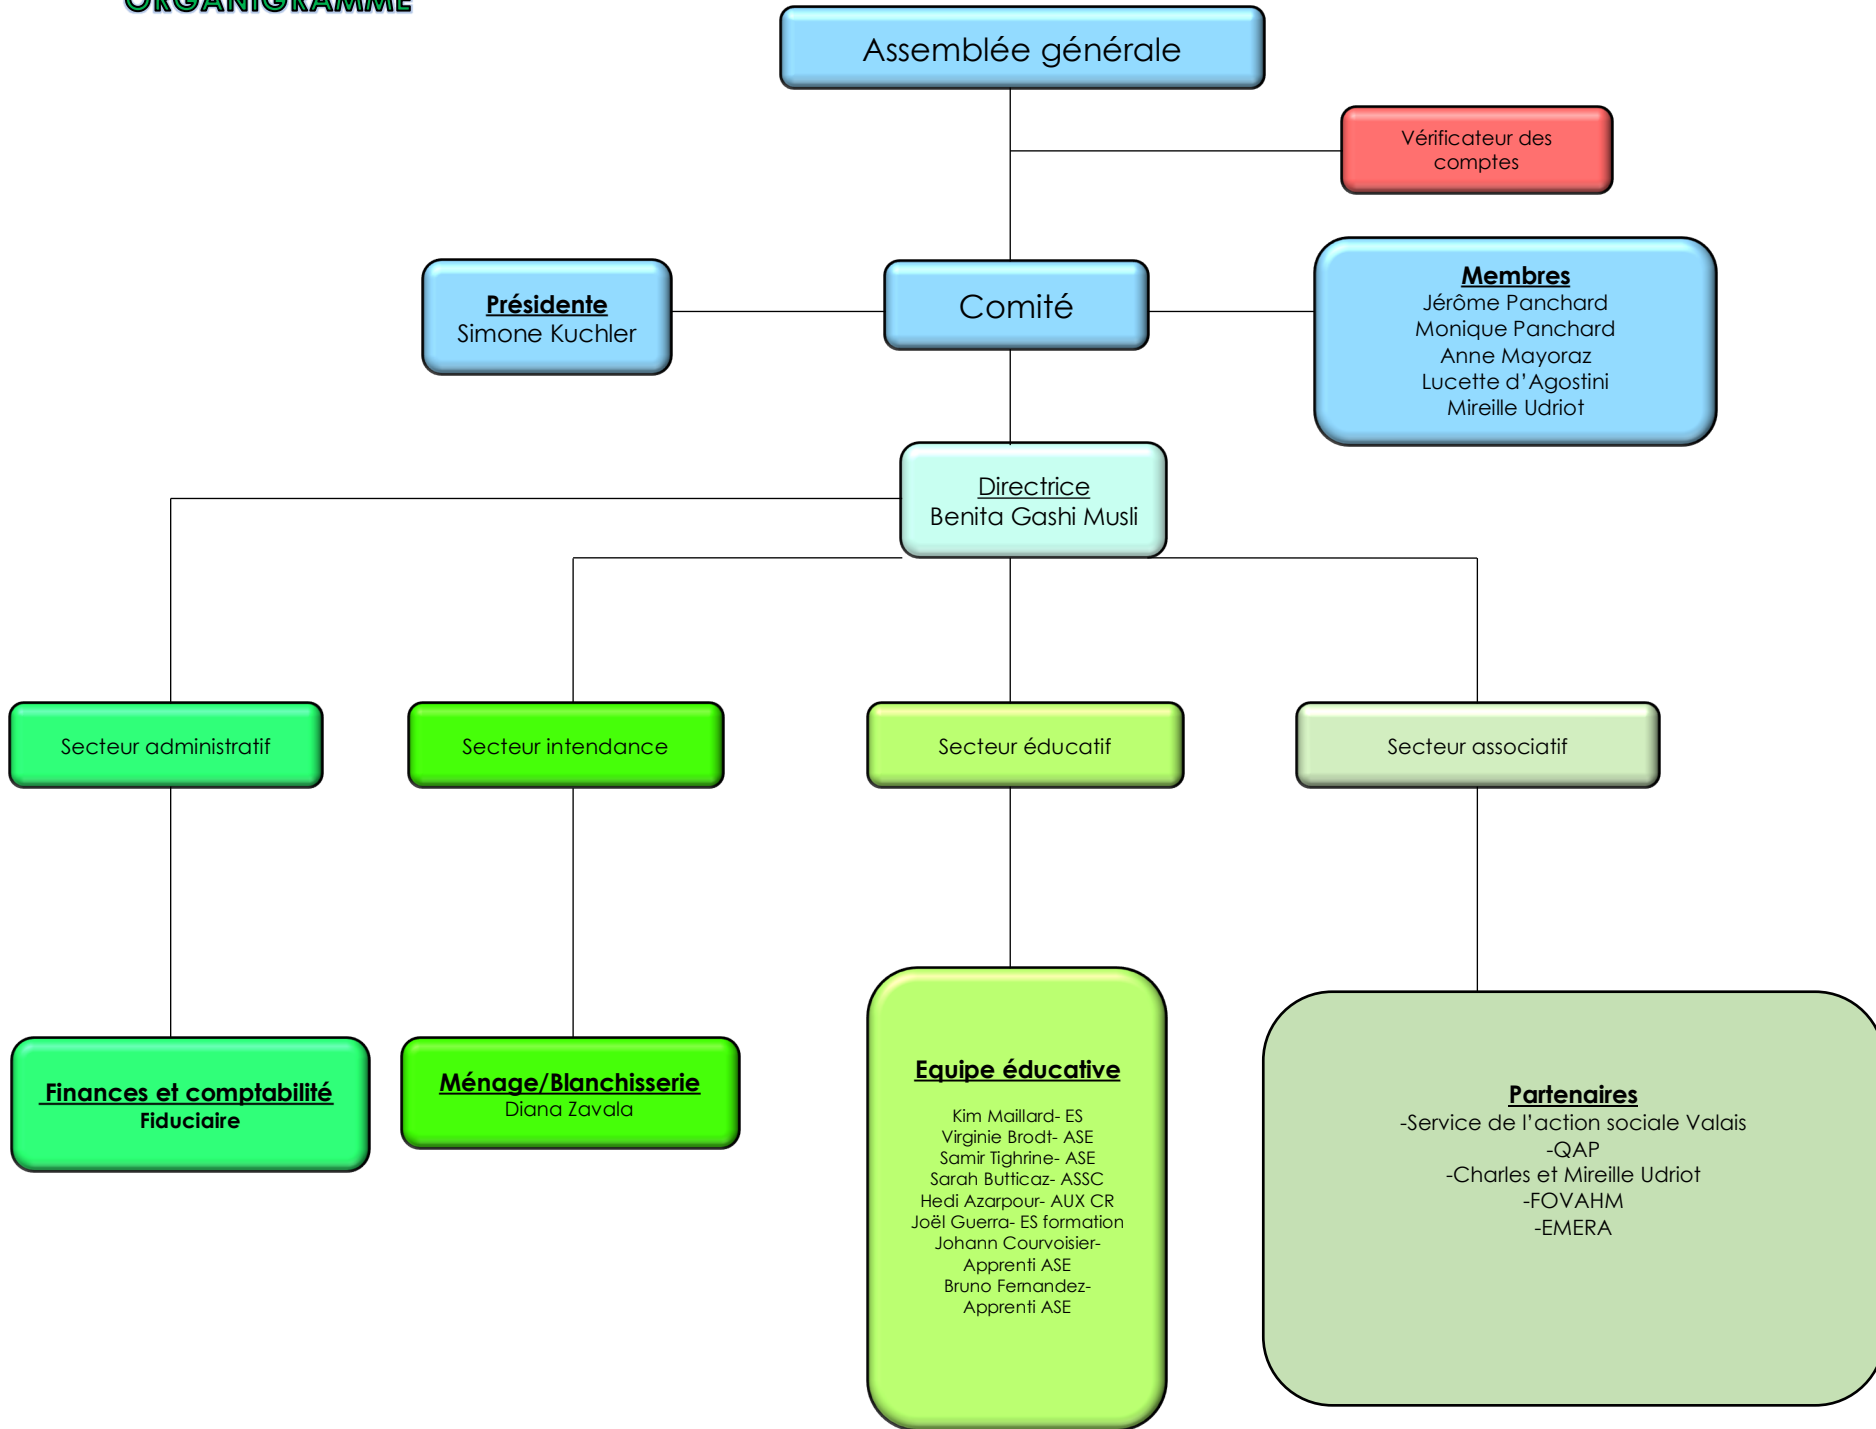 ORGANIGRAMME
Assemblée générale
Vérificateur des
comptes
Présidente
Simone Kuchler
Comité
Membres
Jérôme Panchard
Monique Panchard
Anne Mayoraz
Lucette d’Agostini
Mireille Udriot
Directrice
Benita Gashi Musli
Secteur administratif
Secteur intendance
Secteur éducatif
Secteur associatif
Finances et comptabilité
Fiduciaire
Ménage/Blanchisserie
Diana Zavala
Equipe éducative
Kim Maillard- ES
Virginie Brodt- ASE
Samir Tighrine- ASE
Sarah Butticaz- ASSC
Hedi Azarpour- AUX CR
Joël Guerra- ES formation
Johann Courvoisier-
Apprenti ASE
Bruno Fernandez-
Apprenti ASE
Partenaires
-Service de l’action sociale Valais
-QAP
-Charles et Mireille Udriot
-FOVAHM
-EMERA